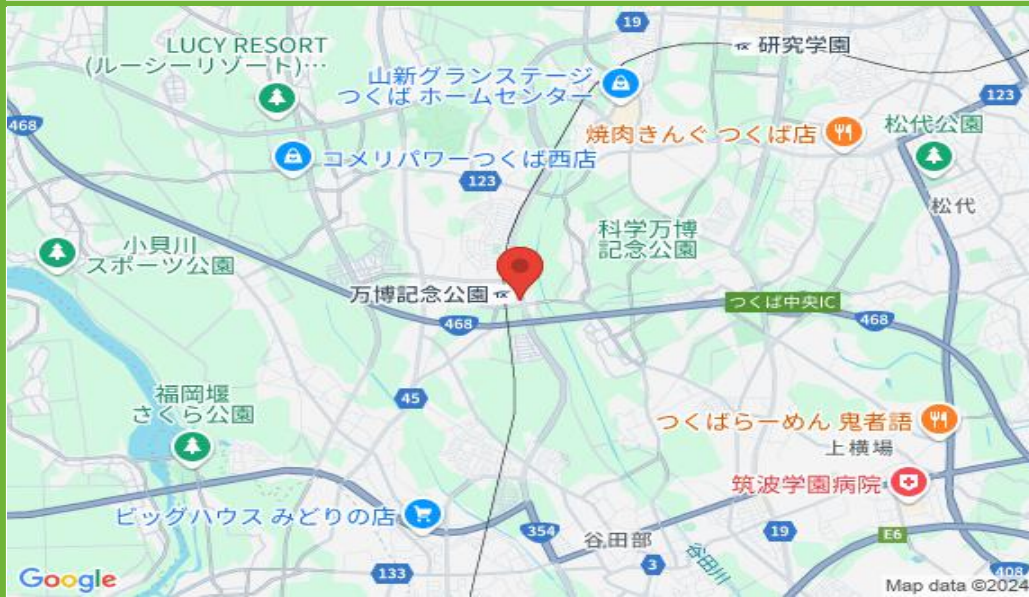 19
研究学園
LUCY RESORT
(ルーシーリゾート)…
山新グランステージ
つくば ホームセンター
123
468
焼肉きんぐ つくば店
松代公園
コメリパワーつくば西店
123
松代
小貝川
スポーツ公園
科学万博
記念公園
万博記念公園
つくば中央IC
468
468
45
福岡堰
さくら公園
つくばらーめん 鬼者語
上横場
筑波学園病院
ビッグハウス みどりの店
354
谷田部
19
E6
谷田川
133
3
408
Google
Map data ©2024